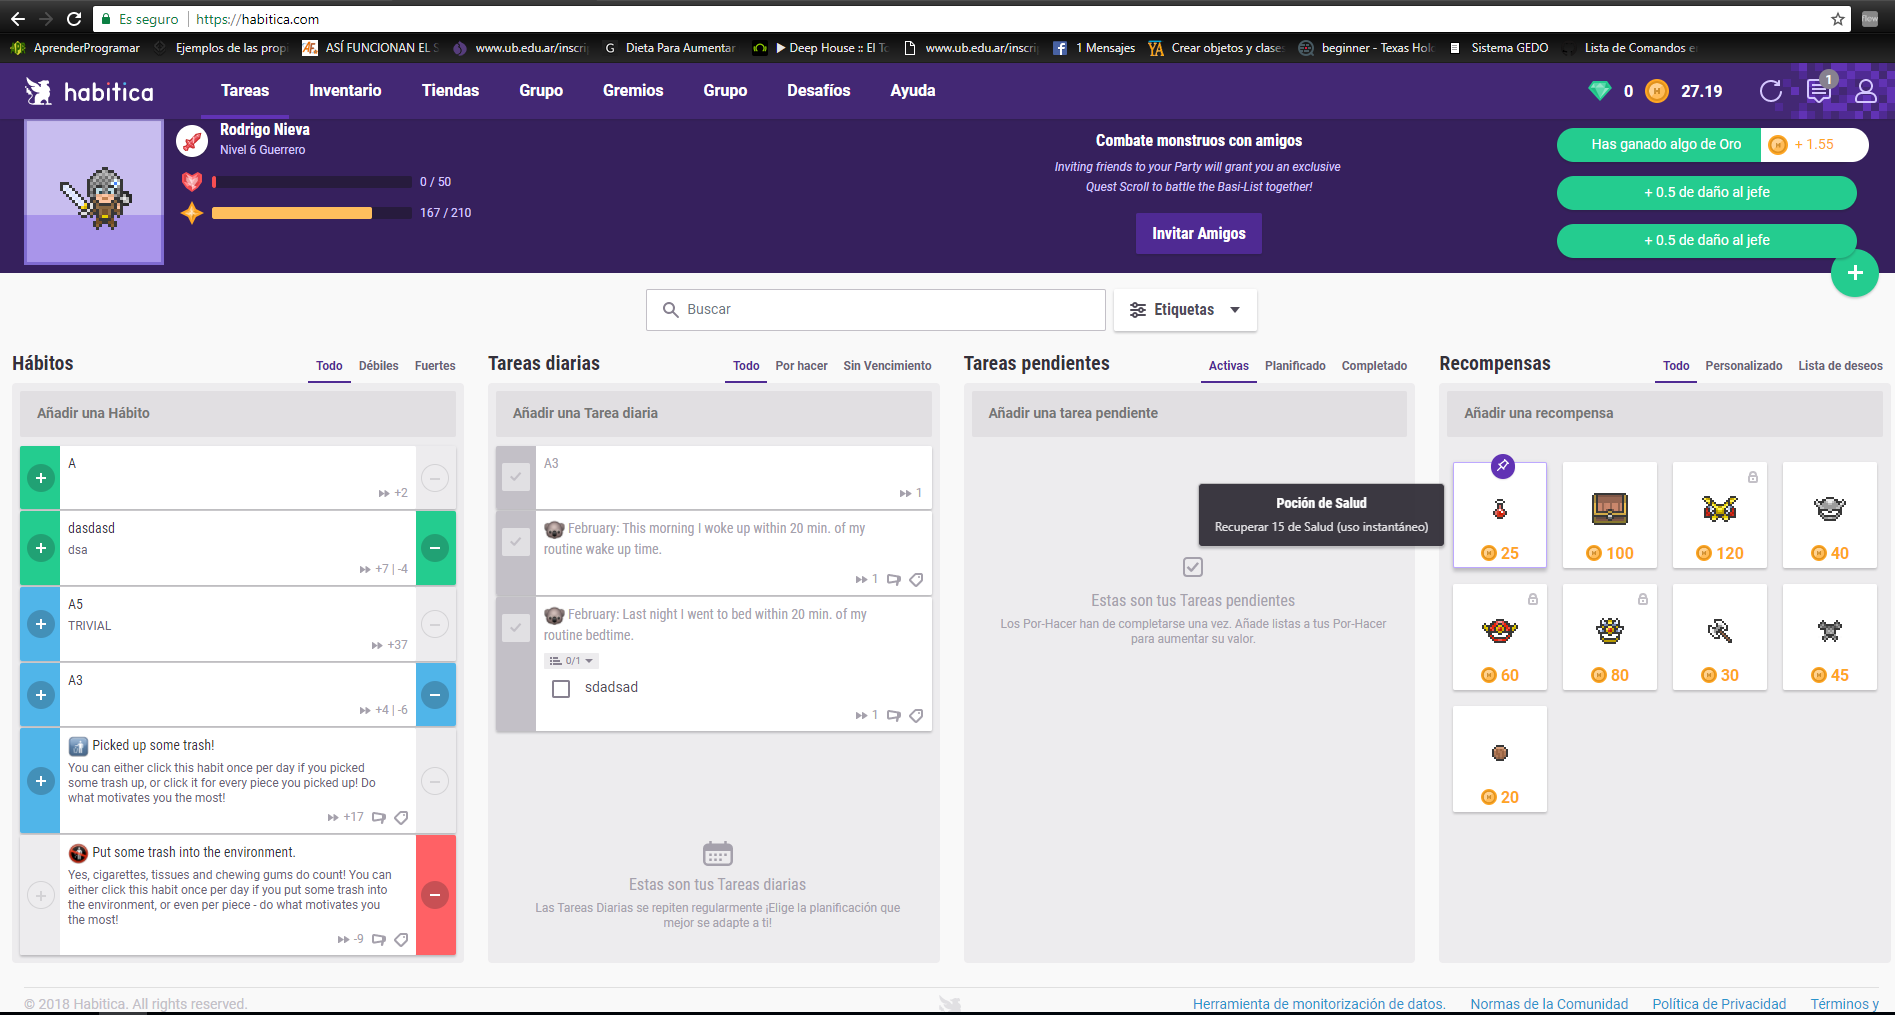 Es seguro
https://habitica.com
AprenderProgramar
Ejemplos de las propi
ASÍ FUNCIONAN EL S
www.ub.edu.ar/inscri
Dieta Para Aumentar
Deep House :: El To
www.ub.edu.ar/inscri
1 Mensajes
Crear objetos y clase
beginner - Texas Hol
Sistema GEDO
Lista de Comandos e
habitica
Tareas
Inventario
Tiendas
Grupo
Gremios
Grupo
Desafíos
Ayuda
0
27.19
1
Rodrigo Nieva
Nivel 6 Guerrero
0 / 50
167 / 210
Combate monstruos con amigos
Inviting friends to your Party will grant you an exclusive
Quest Scroll to battle the Basi-List together!
Invitar Amigos
Has ganado algo de Oro
+ 1.55
+ 0.5 de daño al jefe
+ 0.5 de daño al jefe
Buscar
Etiquetas
Hábitos
Todo
Débiles
Fuertes
Añadir una Hábito
A
+2
dasdasd
dsa
+7 | -4
A5
TRIVIAL
+37
A3
+4 | -6
Picked up some trash!
You can either click this habit once per day if you picked
some trash up, or click it for every piece you picked up! Do
what motivates you the most!
+17
Put some trash into the environment.
Yes, cigarettes, tissues and chewing gums do count! You can
either click this habit once per day if you put some trash into
the environment, or even per piece - do what motivates you
the most!
-9
Tareas diarias
Todo
Por hacer
Sin Vencimiento
Añadir una Tarea diaria
A3
1
February: This morning I woke up within 20 min. of my
routine wake up time.
1
February: Last night I went to bed within 20 min. of my
routine bedtime.
0/1
sdadsad
1
Estas son tus Tareas diarias
Las Tareas Diarias se repiten regularmente ¡Elige la planificación que
mejor se adapte a ti!
Tareas pendientes
Activas
Planificado
Completado
Añadir una tarea pendiente
Poción de Salud
Recuperar 15 de Salud (uso instantáneo)
Estas son tus Tareas pendientes
Los Por-Hacer han de completarse una vez. Añade listas a tus Por-Hacer
para aumentar su valor.
Recompensas
Todo
Personalizado
Lista de deseos
Añadir una recompensa
25
100
120
40
60
80
30
45
20
© 2018 Habitica. All rights reserved.
Herramienta de monitorización de datos.
Normas de la Comunidad
Política de Privacidad
Términos y